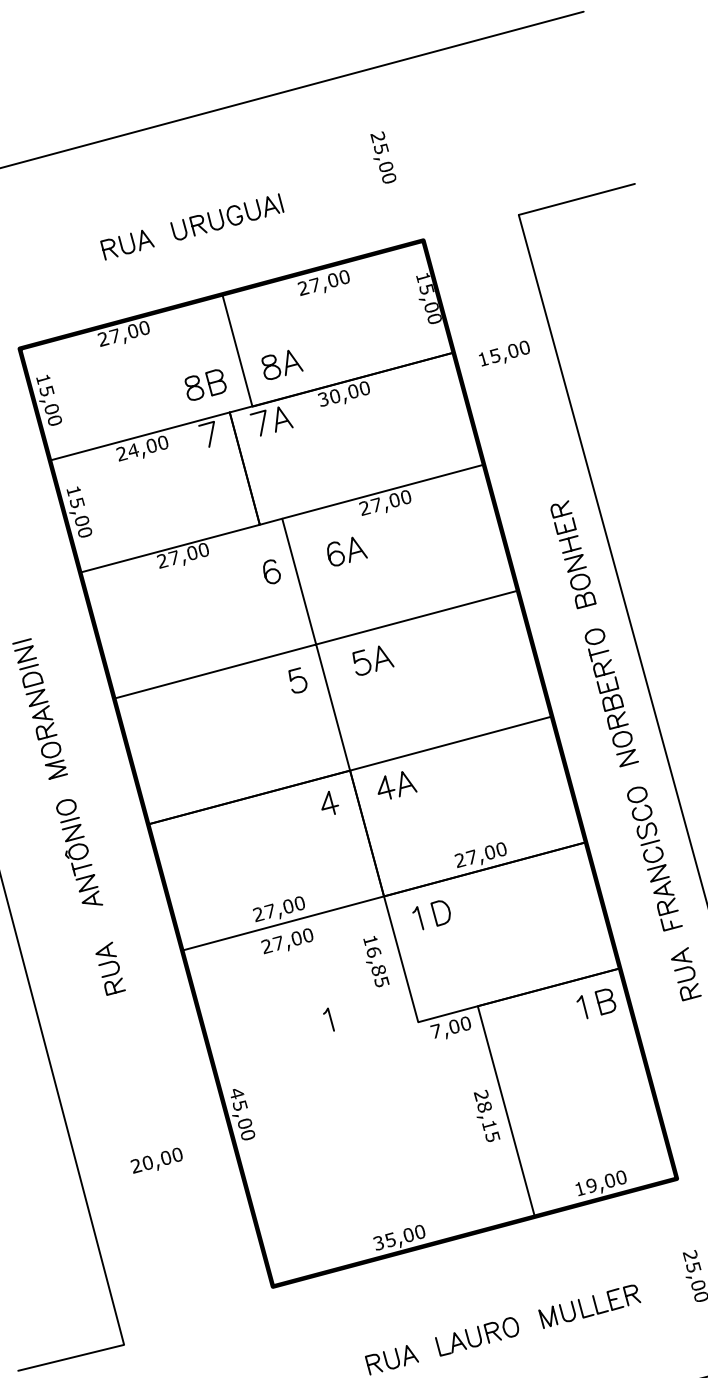 25,00
RUA URUGUAI
27,00
27,00
15,00
15,00
15,00
8B
8A
30,00
24,00
7
7A
15,00
27,00
27,00
6
6A
RUA FRANCISCO NORBERTO BONHER
5
5A
RUA ANTÔNIO MORANDINI
4
4A
27,00
27,00
27,00
1D
16,85
1
7,00
1B
45,00
28,15
20,00
19,00
35,00
25,00
RUA LAURO MULLER